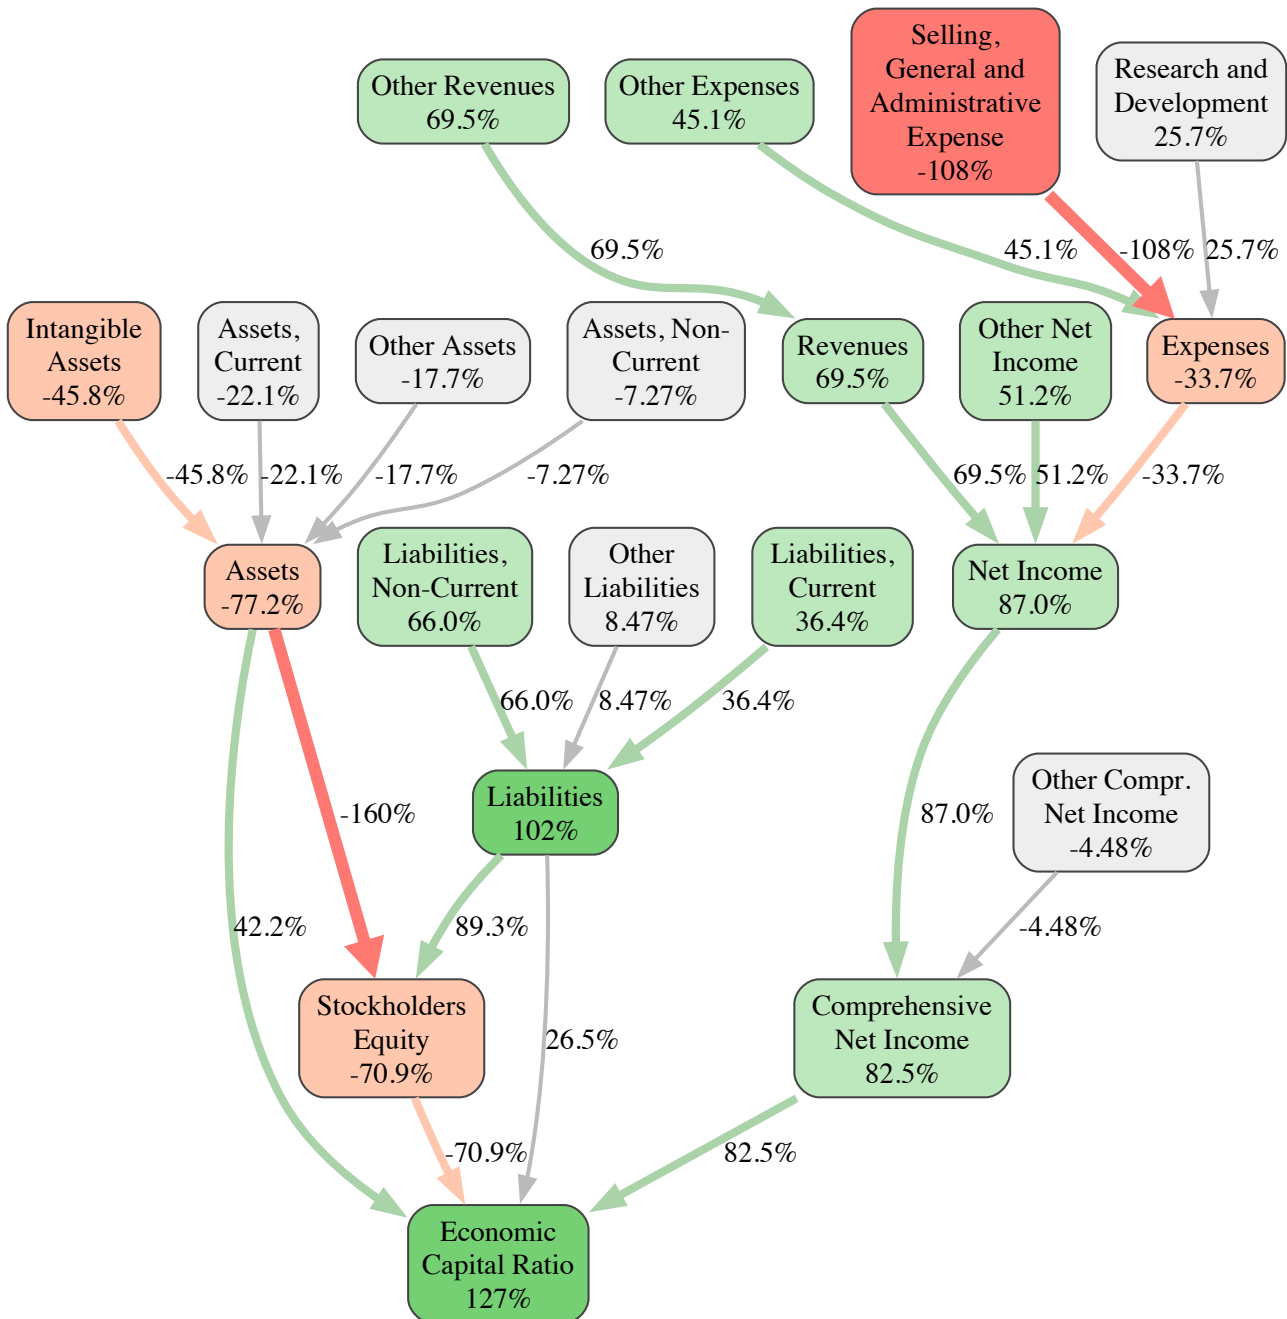 Selling,
General and
Administrative
Expense
-108%
Other Revenues
69.5%
Other Expenses
45.1%
Research and
Development
25.7%
69.5%
45.1%
-108%
25.7%
Intangible
Assets
-45.8%
Assets,
Current
-22.1%
Other Assets
-17.7%
Assets, Non-
Current
-7.27%
Revenues
69.5%
Other Net
Income
51.2%
Expenses
-33.7%
-45.8%
-22.1%
-17.7%
-7.27%
69.5%
51.2%
-33.7%
Assets
-77.2%
Liabilities,
Non-Current
66.0%
Other
Liabilities
8.47%
Liabilities,
Current
36.4%
Net Income
87.0%
66.0%
8.47%
36.4%
Liabilities
102%
-160%
87.0%
Other Compr.
Net Income
-4.48%
42.2%
89.3%
-4.48%
Stockholders
Equity
-70.9%
26.5%
Comprehensive
Net Income
82.5%
-70.9%
82.5%
Economic
Capital Ratio
127%